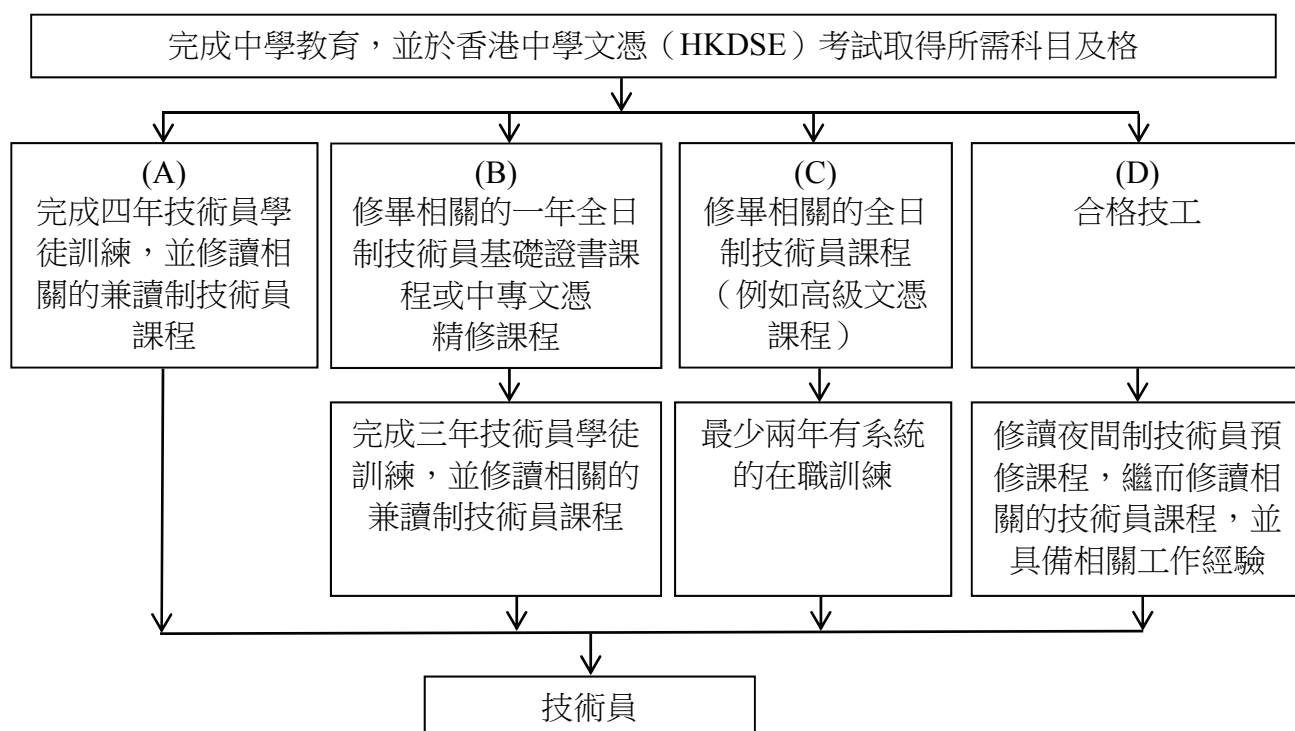 完成中學教育，並於香港中學文憑（HKDSE）考試取得所需科目及格
(A)
完成四年技術員學
徒訓練，並修讀相
關的兼讀制技術員
課程
(B)
修畢相關的一年全日
制技術員基礎證書課
程或中專文憑
精修課程
(C)
修畢相關的全日
制技術員課程
（例如高級文憑
課程）
(D)
合格技工
完成三年技術員學徒
訓練，並修讀相關的
兼讀制技術員課程
最少兩年有系統
的在職訓練
修讀夜間制技術員預
修課程，繼而修讀相
關的技術員課程，並
具備相關工作經驗
技術員